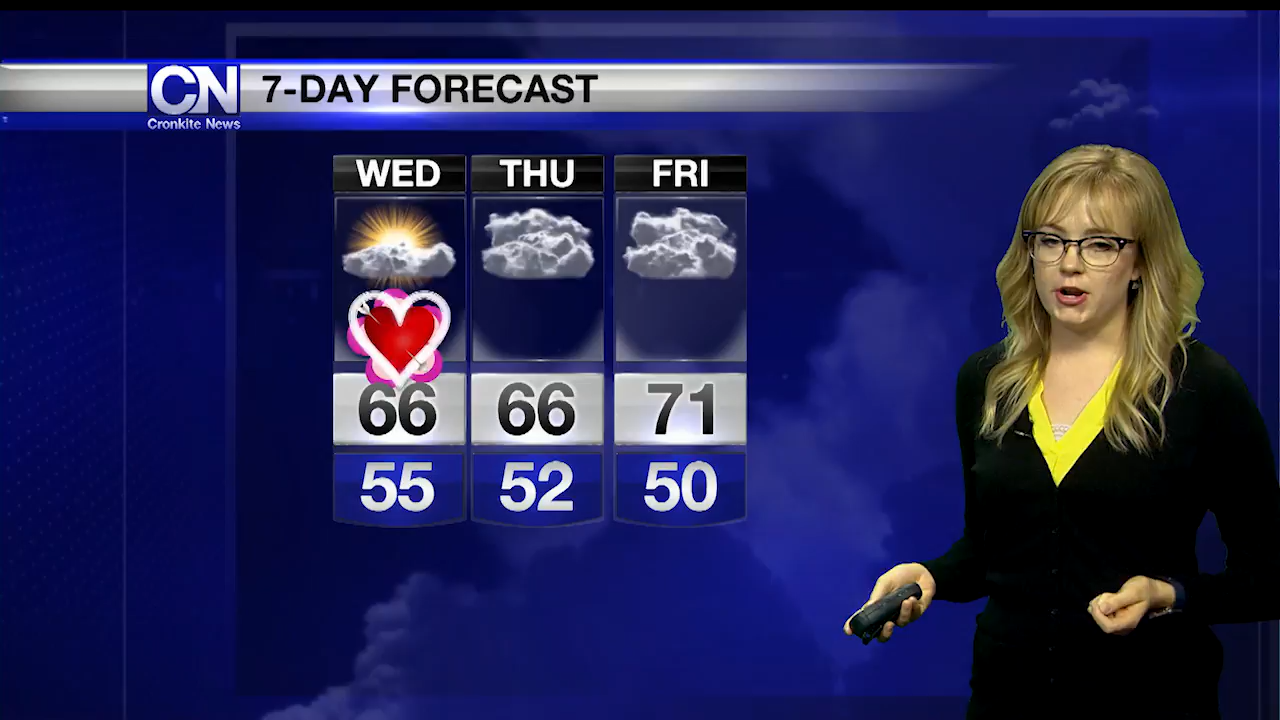 CN
Cronkite News
7-DAY FORECAST
WED THU FRI
66 66 71
55 52 50